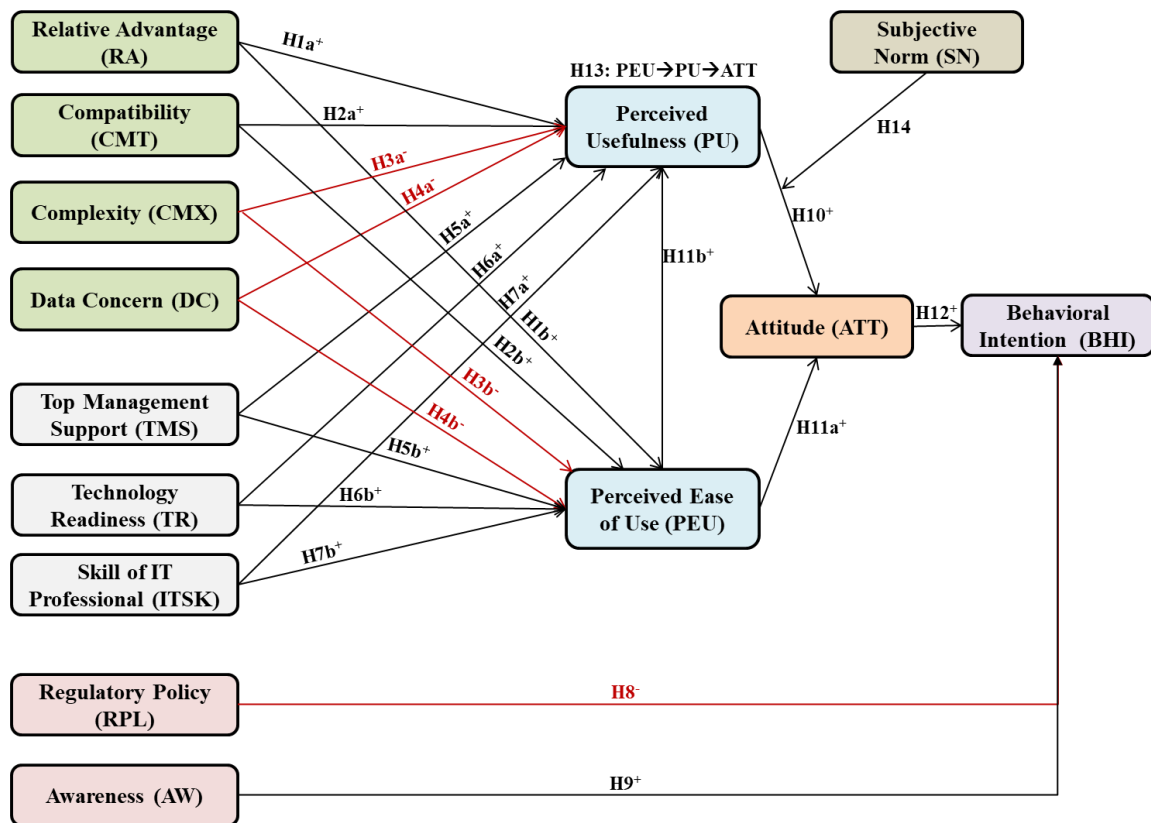 Relative Advantage
(RA)
Compatibility
(CMT)
Complexity (CMX)
Data Concern (DC)
Top Management
Support (TMS)
Technology
Readiness (TR)
Skill of IT
Professional (ITSK)
Regulatory Policy
(RPL)
Awareness (AW)
H1a⁺
H2a⁺
H3a⁻
H4a⁻
H5a⁺
H6a⁺
H7a⁺
H1b⁺
H2b⁺
H3b⁻
H4b⁻
H5b⁺
H6b⁺
H7b⁺
H13: PEU→PU→ATT
Perceived
Usefulness (PU)
H11b⁺
Perceived Ease
of Use (PEU)
Subjective
Norm (SN)
H14
H10⁺
Attitude (ATT)
H12⁺
Behavioral
Intention (BHI)
H11a⁺
H8⁻
H9⁺